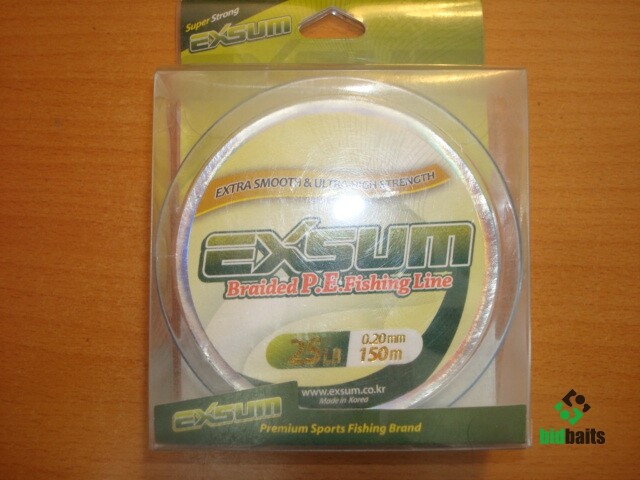 Super Strong
EXSUM
EXTRA SMOOTH & ULTRA HIGH STRENGTH
EXSUM
Braided P.E. Fishing Line
25LB
0.20mm
150m
www.exsum.co.kr
Made in Korea
EXSUM
Premium Sports Fishing Brand
bidbaits